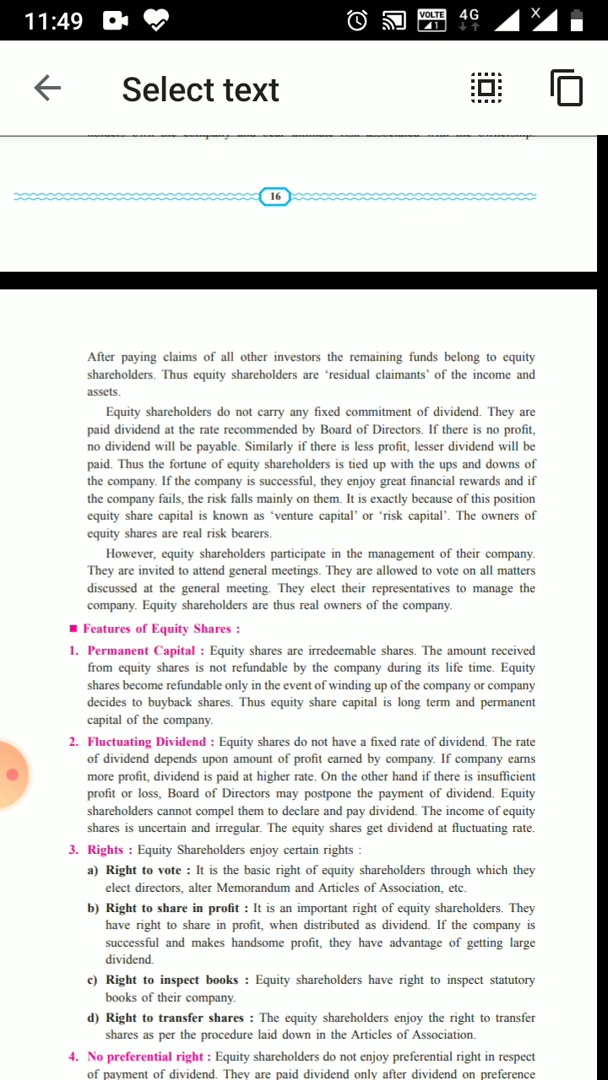 11:49
VOLTE
1
4G
X
Select text
holders own the company and bear ultimate risk associated with the ownership.
16
After paying claims of all other investors the remaining funds belong to equity
shareholders. Thus equity shareholders are ‘residual claimants’ of the income and
assets.
Equity shareholders do not carry any fixed commitment of dividend. They are
paid dividend at the rate recommended by Board of Directors. If there is no profit,
no dividend will be payable. Similarly if there is less profit, lesser dividend will be
paid. Thus the fortune of equity shareholders is tied up with the ups and downs of
the company. If the company is successful, they enjoy great financial rewards and if
the company fails, the risk falls mainly on them. It is exactly because of this position
equity share capital is known as ‘venture capital’ or ‘risk capital’. The owners of
equity shares are real risk bearers.
However, equity shareholders participate in the management of their company.
They are invited to attend general meetings. They are allowed to vote on all matters
discussed at the general meeting. They elect their representatives to manage the
company. Equity shareholders are thus real owners of the company.
■ Features of Equity Shares :
1. Permanent Capital : Equity shares are irredeemable shares. The amount received
from equity shares is not refundable by the company during its life time. Equity
shares become refundable only in the event of winding up of the company or company
decides to buyback shares. Thus equity share capital is long term and permanent
capital of the company.
2. Fluctuating Dividend : Equity shares do not have a fixed rate of dividend. The rate
of dividend depends upon amount of profit earned by company. If company earns
more profit, dividend is paid at higher rate. On the other hand if there is insufficient
profit or loss, Board of Directors may postpone the payment of dividend. Equity
shareholders cannot compel them to declare and pay dividend. The income of equity
shares is uncertain and irregular. The equity shares get dividend at fluctuating rate.
3. Rights : Equity Shareholders enjoy certain rights :
a) Right to vote : It is the basic right of equity shareholders through which they
elect directors, alter Memorandum and Articles of Association, etc.
b) Right to share in profit : It is an important right of equity shareholders. They
have right to share in profit, when distributed as dividend. If the company is
successful and makes handsome profit, they have advantage of getting large
dividend.
c) Right to inspect books : Equity shareholders have right to inspect statutory
books of their company.
d) Right to transfer shares : The equity shareholders enjoy the right to transfer
shares as per the procedure laid down in the Articles of Association.
4. No preferential right : Equity shareholders do not enjoy preferential right in respect
of payment of dividend. They are paid dividend only after dividend on preference